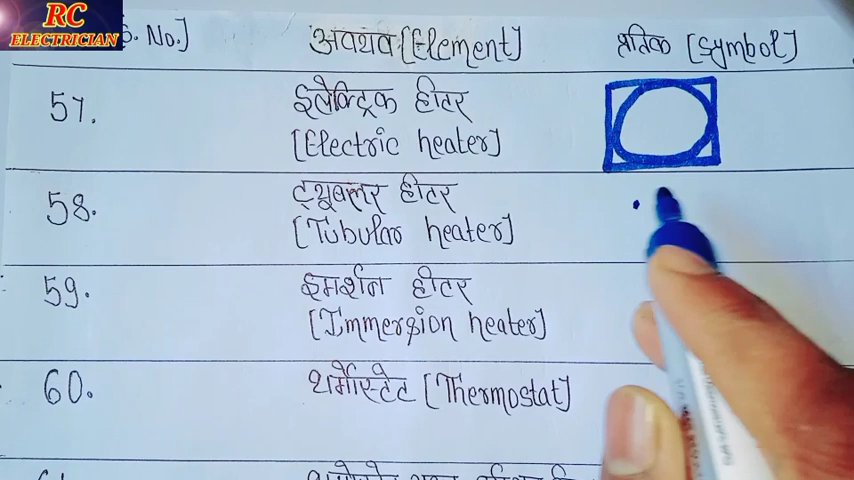 RC
ELECTRICIAN
S. No.] अवयव [Element] प्रतिक [Symbol]
57. इलैक्ट्रिक हीटर
[Electric heater]
58. ट्यूबलर हीटर
[Tubular heater]
59. इमर्शन हीटर
[Immersion heater]
60. थर्मोस्टेट [Thermostat]